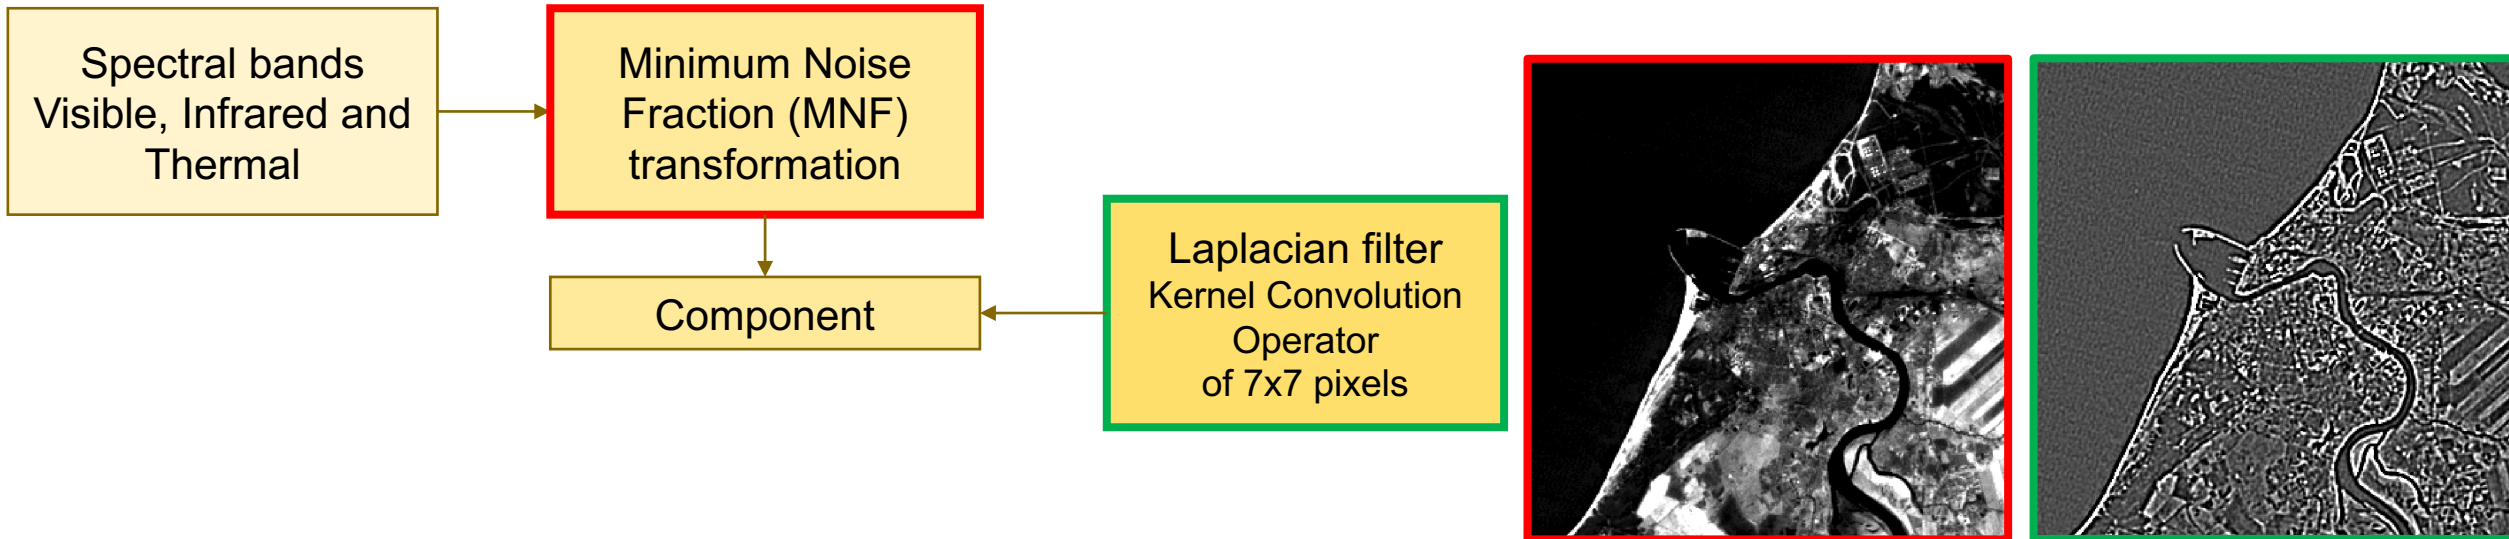 Spectral bands
Visible, Infrared and
Thermal
Minimum Noise
Fraction (MNF)
transformation
Component
Laplacian filter
Kernel Convolution
Operator
of 7x7 pixels